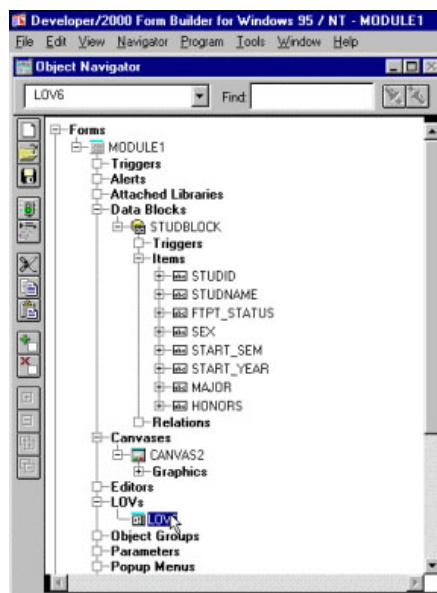 Developer/2000 Form Builder for Windows 95 / NT - MODULE1
File Edit View Navigator Program Tools Window Help
Object Navigator
LOV6 Find:
Forms
MODULE1
Triggers
Alerts
Attached Libraries
Data Blocks
STUDBLOCK
Triggers
Items
STUDID
STUDNAME
FTPT_STATUS
SEX
START_SEM
START_YEAR
MAJOR
HONORS
Relations
Canvases
CANVAS2
Graphics
Editors
LOVs
Object Groups
Parameters
Popup Menus